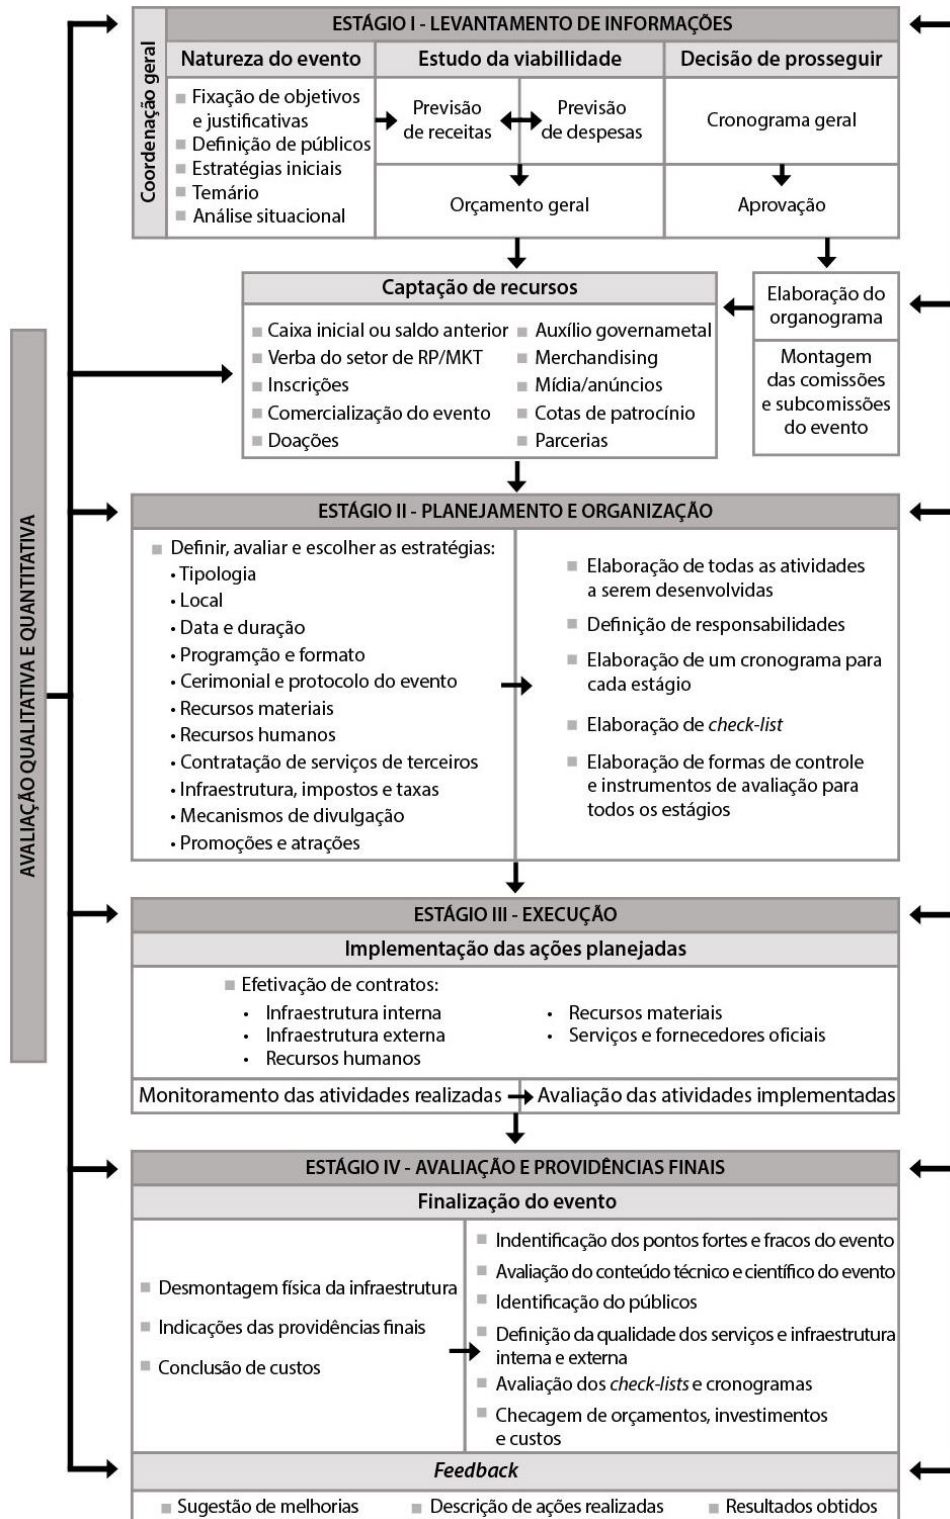 AVALIAÇÃO QUALITATIVA E QUANTITATIVA
Coordenação geral
ESTÁGIO I - LEVANTAMENTO DE INFORMAÇÕES
Natureza do evento
Fixação de objetivos
e justificativas
Definição de públicos
Estratégias iniciais
Temário
Análise situacional
Estudo da viabillidade
Previsão
de receitas
Previsão
de despesas
Orçamento geral
Decisão de prosseguir
Cronograma geral
Aprovação
Captação de recursos
Caixa inicial ou saldo anterior
Verba do setor de RP/MKT
Inscrições
Comercialização do evento
Doações
Auxílio governametal
Merchandising
Mídia/anúncios
Cotas de patrocínio
Parcerias
Elaboração do
organograma
Montagem
das comissões
e subcomissões
do evento
ESTÁGIO II - PLANEJAMENTO E ORGANIZAÇÃO
Definir, avaliar e escolher as estratégias:
• Tipologia
• Local
• Data e duração
• Programção e formato
• Cerimonial e protocolo do evento
• Recursos materiais
• Recursos humanos
• Contratação de serviços de terceiros
• Infraestrutura, impostos e taxas
• Mecanismos de divulgação
• Promoções e atrações
Elaboração de todas as atividades
a serem desenvolvidas
Definição de responsabilidades
Elaboração de um cronograma para
cada estágio
Elaboração de check-list
Elaboração de formas de controle
e instrumentos de avaliação para
todos os estágios
ESTÁGIO III - EXECUÇÃO
Implementação das ações planejadas
Efetivação de contratos:
• Infraestrutura interna
• Infraestrutura externa
• Recursos humanos
• Recursos materiais
• Serviços e fornecedores oficiais
Monitoramento das atividades realizadas
Avaliação das atividades implementadas
ESTÁGIO IV - AVALIAÇÃO E PROVIDÊNCIAS FINAIS
Finalização do evento
Desmontagem física da infraestrutura
Indicações das providências finais
Conclusão de custos
Indentificação dos pontos fortes e fracos do evento
Avaliação do conteúdo técnico e científico do evento
Identificação do públicos
Definição da qualidade dos serviços e infraestrutura
interna e externa
Avaliação dos check-lists e cronogramas
Checagem de orçamentos, investimentos
e custos
Feedback
Sugestão de melhorias
Descrição de ações realizadas
Resultados obtidos